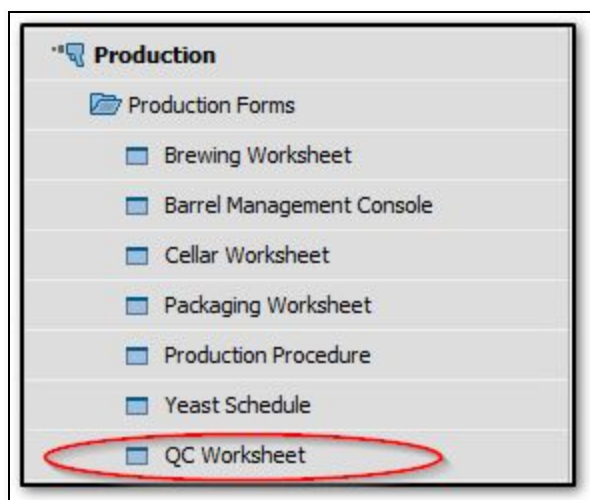 Production
Production Forms
Brewing Worksheet
Barrel Management Console
Cellar Worksheet
Packaging Worksheet
Production Procedure
Yeast Schedule
QC Worksheet